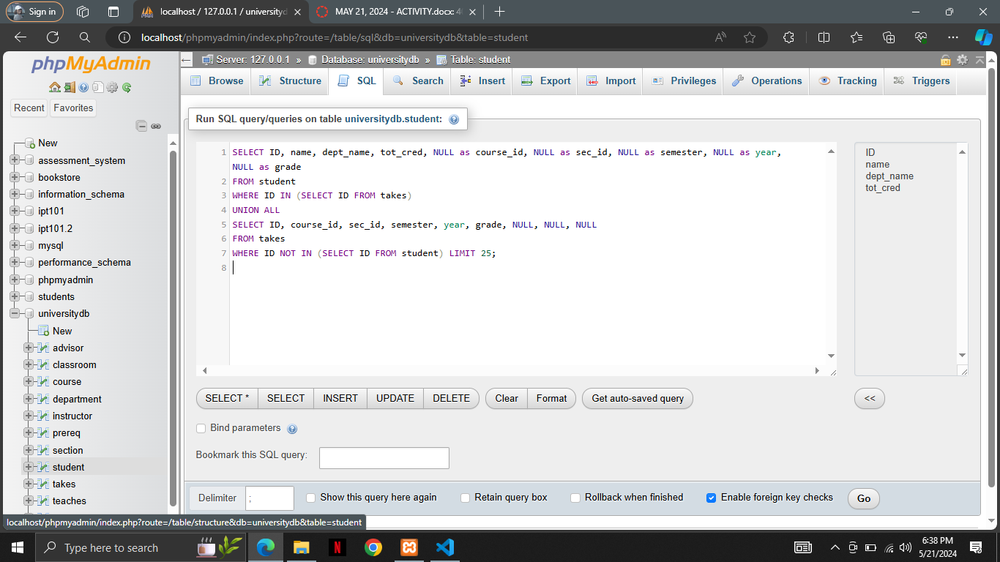 Sign in
localhost / 127.0.0.1 / universityd
MAY 21, 2024 - ACTIVITY.docx: 4
localhost/phpmyadmin/index.php?route=/table/sql&db=universitydb&table=student
phpMyAdmin
Recent
Favorites
New
assessment_system
bookstore
information_schema
ipt101
ipt101.2
mysql
performance_schema
phpmyadmin
students
universitydb
New
advisor
classroom
course
department
instructor
prereq
section
student
takes
teaches
Server: 127.0.0.1 » Database: universitydb » Table: student
Browse Structure SQL Search Insert Export Import Privileges Operations Tracking Triggers
Run SQL query/queries on table universitydb.student:
1 SELECT ID, name, dept_name, tot_cred, NULL as course_id, NULL as sec_id, NULL as semester, NULL as year,
NULL as grade
2 FROM student
3 WHERE ID IN (SELECT ID FROM takes)
4 UNION ALL
5 SELECT ID, course_id, sec_id, semester, year, grade, NULL, NULL, NULL
6 FROM takes
7 WHERE ID NOT IN (SELECT ID FROM student) LIMIT 25;
8
ID
name
dept_name
tot_cred
SELECT * SELECT INSERT UPDATE DELETE Clear Format Get auto-saved query <<
Bind parameters
Bookmark this SQL query:
Delimiter ; Show this query here again Retain query box Rollback when finished Enable foreign key checks Go
localhost/phpmyadmin/index.php?route=/table/structure&db=universitydb&table=student
Type here to search
6:38 PM
5/21/2024